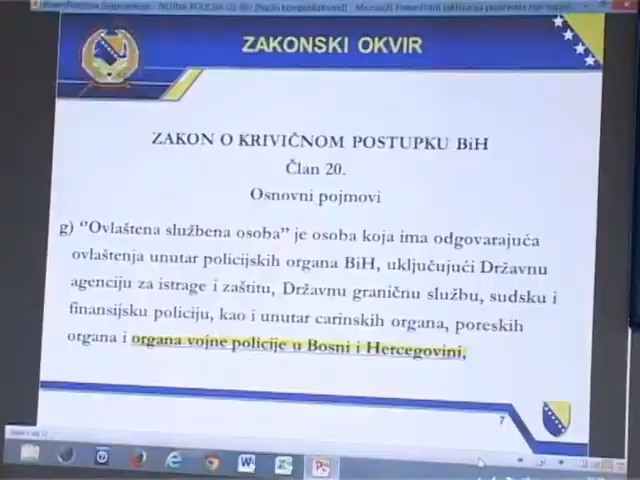 ZAKONSKI OKVIR
ZAKON O KRIVIČNOM POSTUPKU BiH
Član 20.
Osnovni pojmovi
g) “Ovlaštena službena osoba” je osoba koja ima odgovarajuća
ovlaštenja unutar policijskih organa BiH, uključujući Državnu
agenciju za istrage i zaštitu, Državnu graničnu službu, sudsku i
finansijsku policiju, kao i unutar carinskih organa, poreskih
organa i organa vojne policije u Bosni i Hercegovini,
7